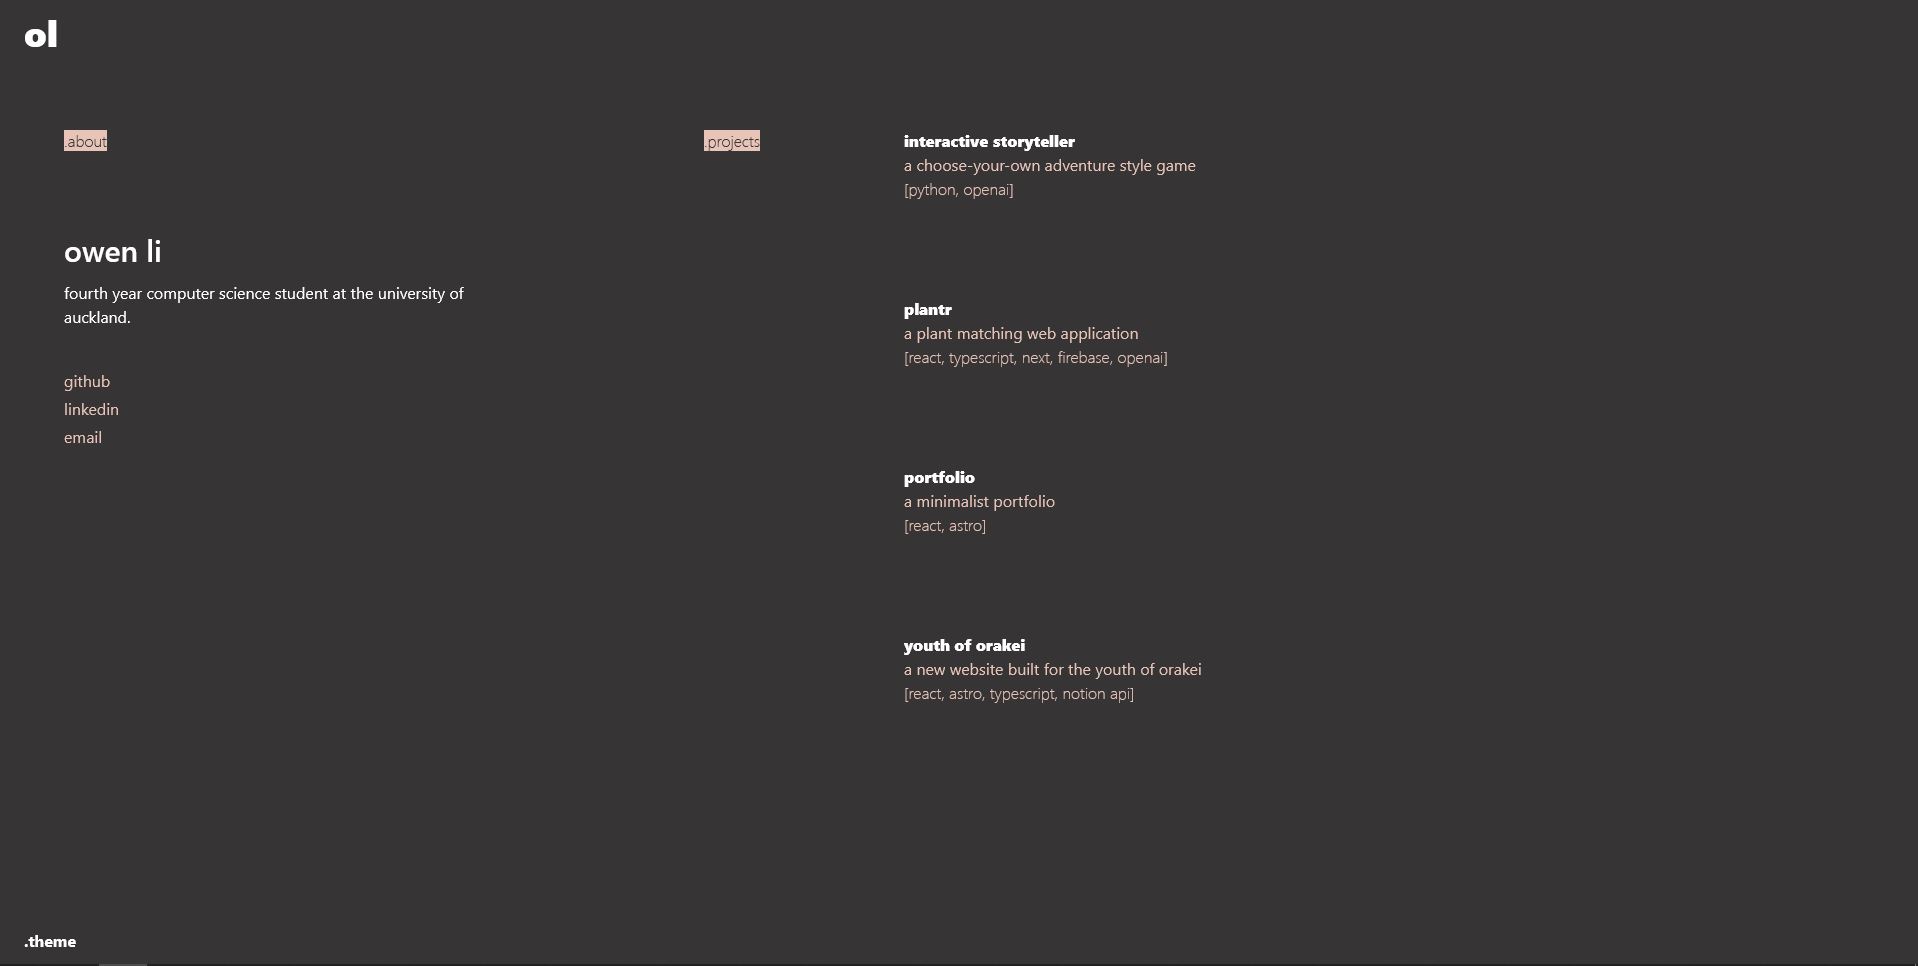 ol
.about
owen li
fourth year computer science student at the university of
auckland.
github
linkedin
email
.projects
interactive storyteller
a choose-your-own adventure style game
[python, openai]
plantr
a plant matching web application
[react, typescript, next, firebase, openai]
portfolio
a minimalist portfolio
[react, astro]
youth of orakei
a new website built for the youth of orakei
[react, astro, typescript, notion api]
.theme